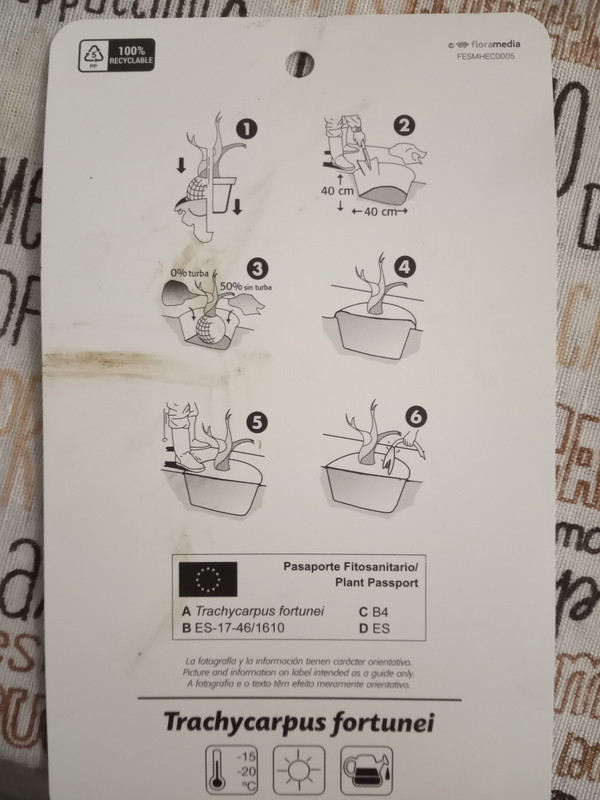 5
PP
100%
RECYCLABLE
© floramedia
FESMHEC0005
1
2
40 cm
40 cm
3
0% turba
50% sin turba
4
5
6
Pasaporte Fitosanitario/
Plant Passport
A Trachycarpus fortunei C B4
B ES-17-46/1610 D ES
La fotografía y la información tienen carácter orientativo.
Picture and information on label intended as a guide only.
A fotografia e o texto têm efeito meramente orientativo.
Trachycarpus fortunei
-15
-20
ºC